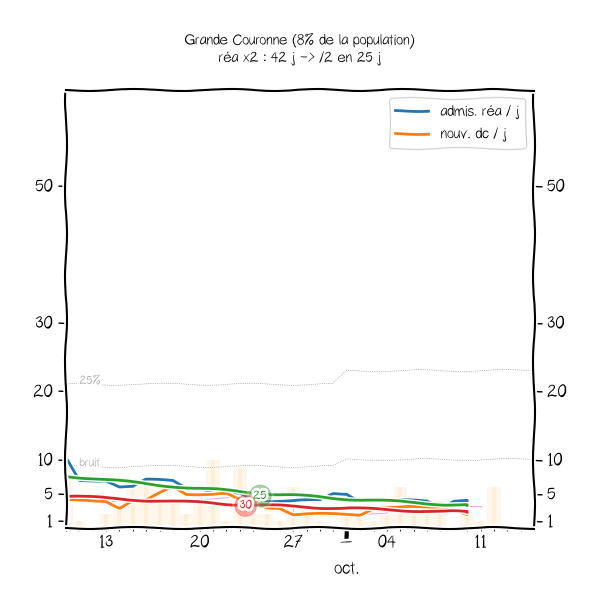 Grande Couronne (8% de la population)
réa x2 : 42 j -> /2 en 25 j
admis. réa / j
nouv. dc / j
50 50
30 30
25%
20 20
bruit
10 10
25
5 5
30
1 1
13 20 27 04 11
oct.